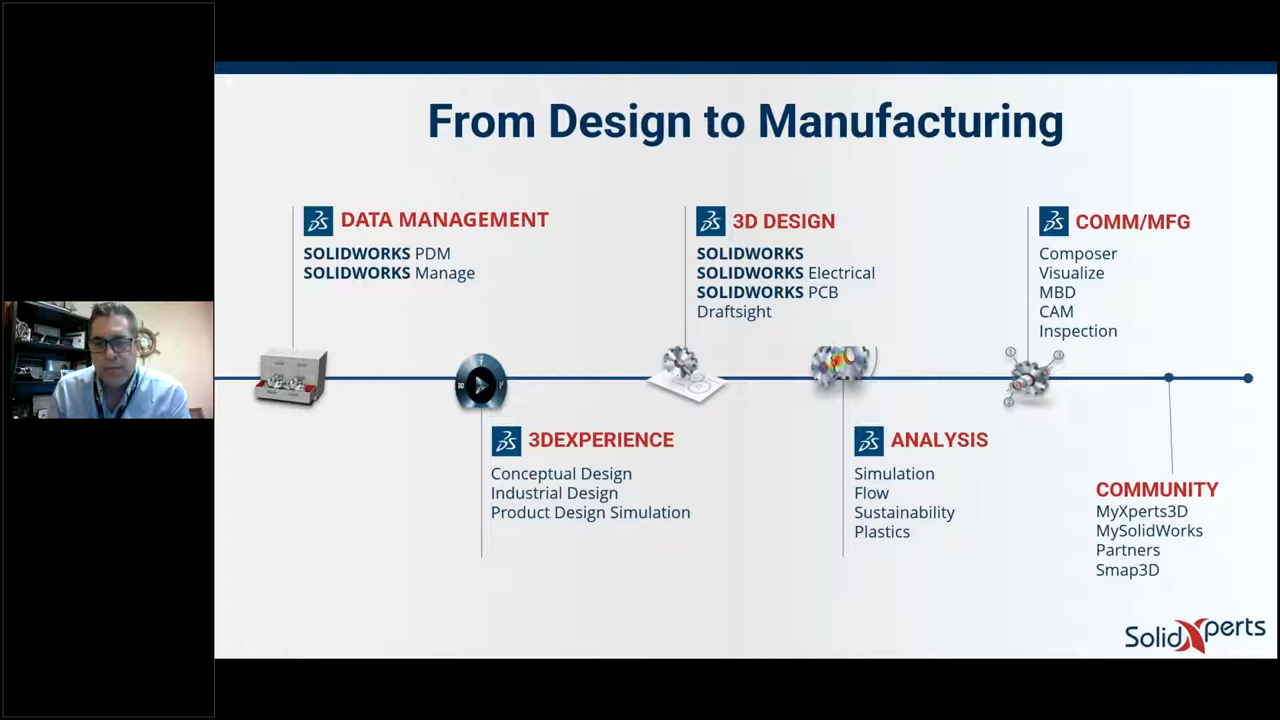 From Design to Manufacturing
DATA MANAGEMENT
SOLIDWORKS PDM
SOLIDWORKS Manage
3D DESIGN
SOLIDWORKS
SOLIDWORKS Electrical
SOLIDWORKS PCB
Draftsight
COMM/MFG
Composer
Visualize
MBD
CAM
Inspection
3DEXPERIENCE
Conceptual Design
Industrial Design
Product Design Simulation
ANALYSIS
Simulation
Flow
Sustainability
Plastics
COMMUNITY
MyXperts3D
MySolidWorks
Partners
Smap3D
SolidXperts